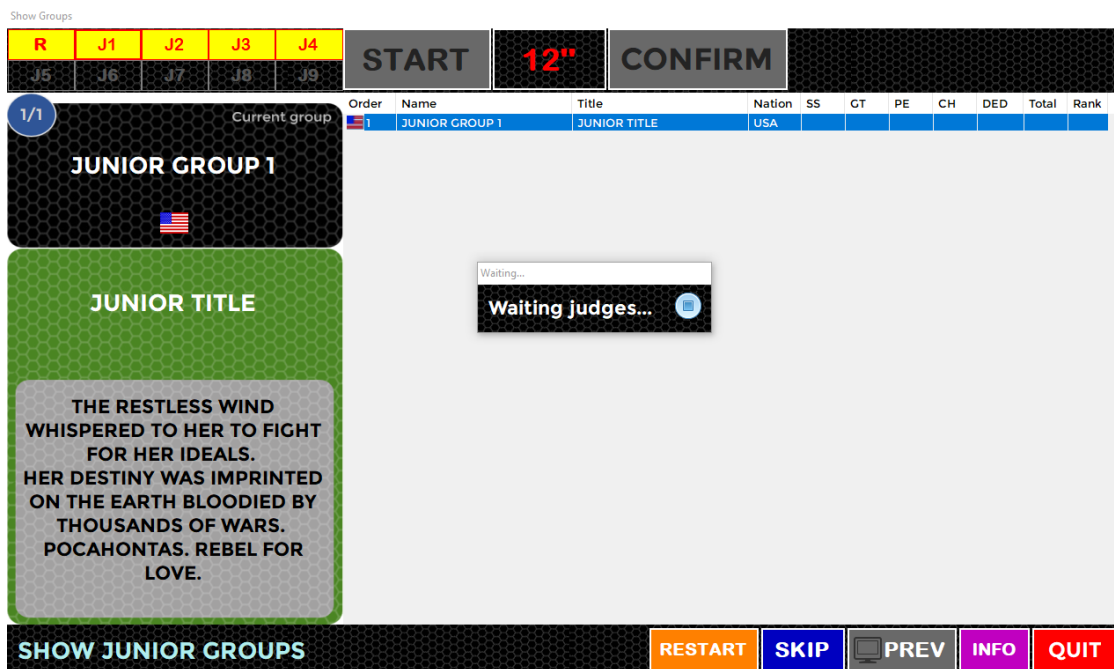 Show Groups
R J1 J2 J3 J4
J5 J6 J7 J8 J9
START 12" CONFIRM
1/1 Current group
JUNIOR GROUP 1
Order Name Title Nation SS GT PE CH DED Total Rank
1 JUNIOR GROUP 1 JUNIOR TITLE USA
Waiting...
Waiting judges...
JUNIOR TITLE
THE RESTLESS WIND
WHISPERED TO HER TO FIGHT
FOR HER IDEALS.
HER DESTINY WAS IMPRINTED
ON THE EARTH BLOODIED BY
THOUSANDS OF WARS.
POCAHONTAS. REBEL FOR
LOVE.
SHOW JUNIOR GROUPS
RESTART SKIP PREV INFO QUIT